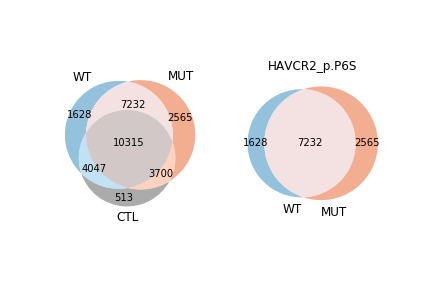 WT
MUT
7232
1628
2565
10315
4047
3700
513
CTL
HAVCR2_p.P6S
1628
7232
2565
WT
MUT